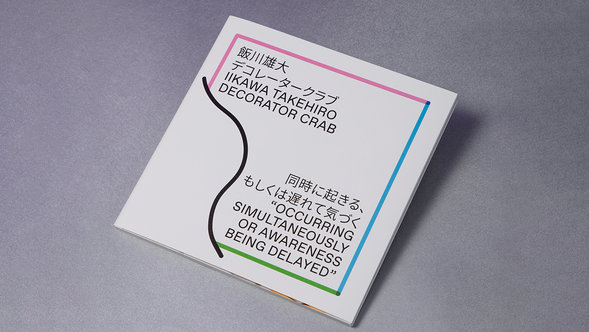 飯川雄大
デコレータークラブ
IIKAWA TAKEHIRO
DECORATOR CRAB
同時に起きる、
もしくは遅れて気づく
“OCCURRING
SIMULTANEOUSLY
OR AWARENESS
BEING DELAYED”